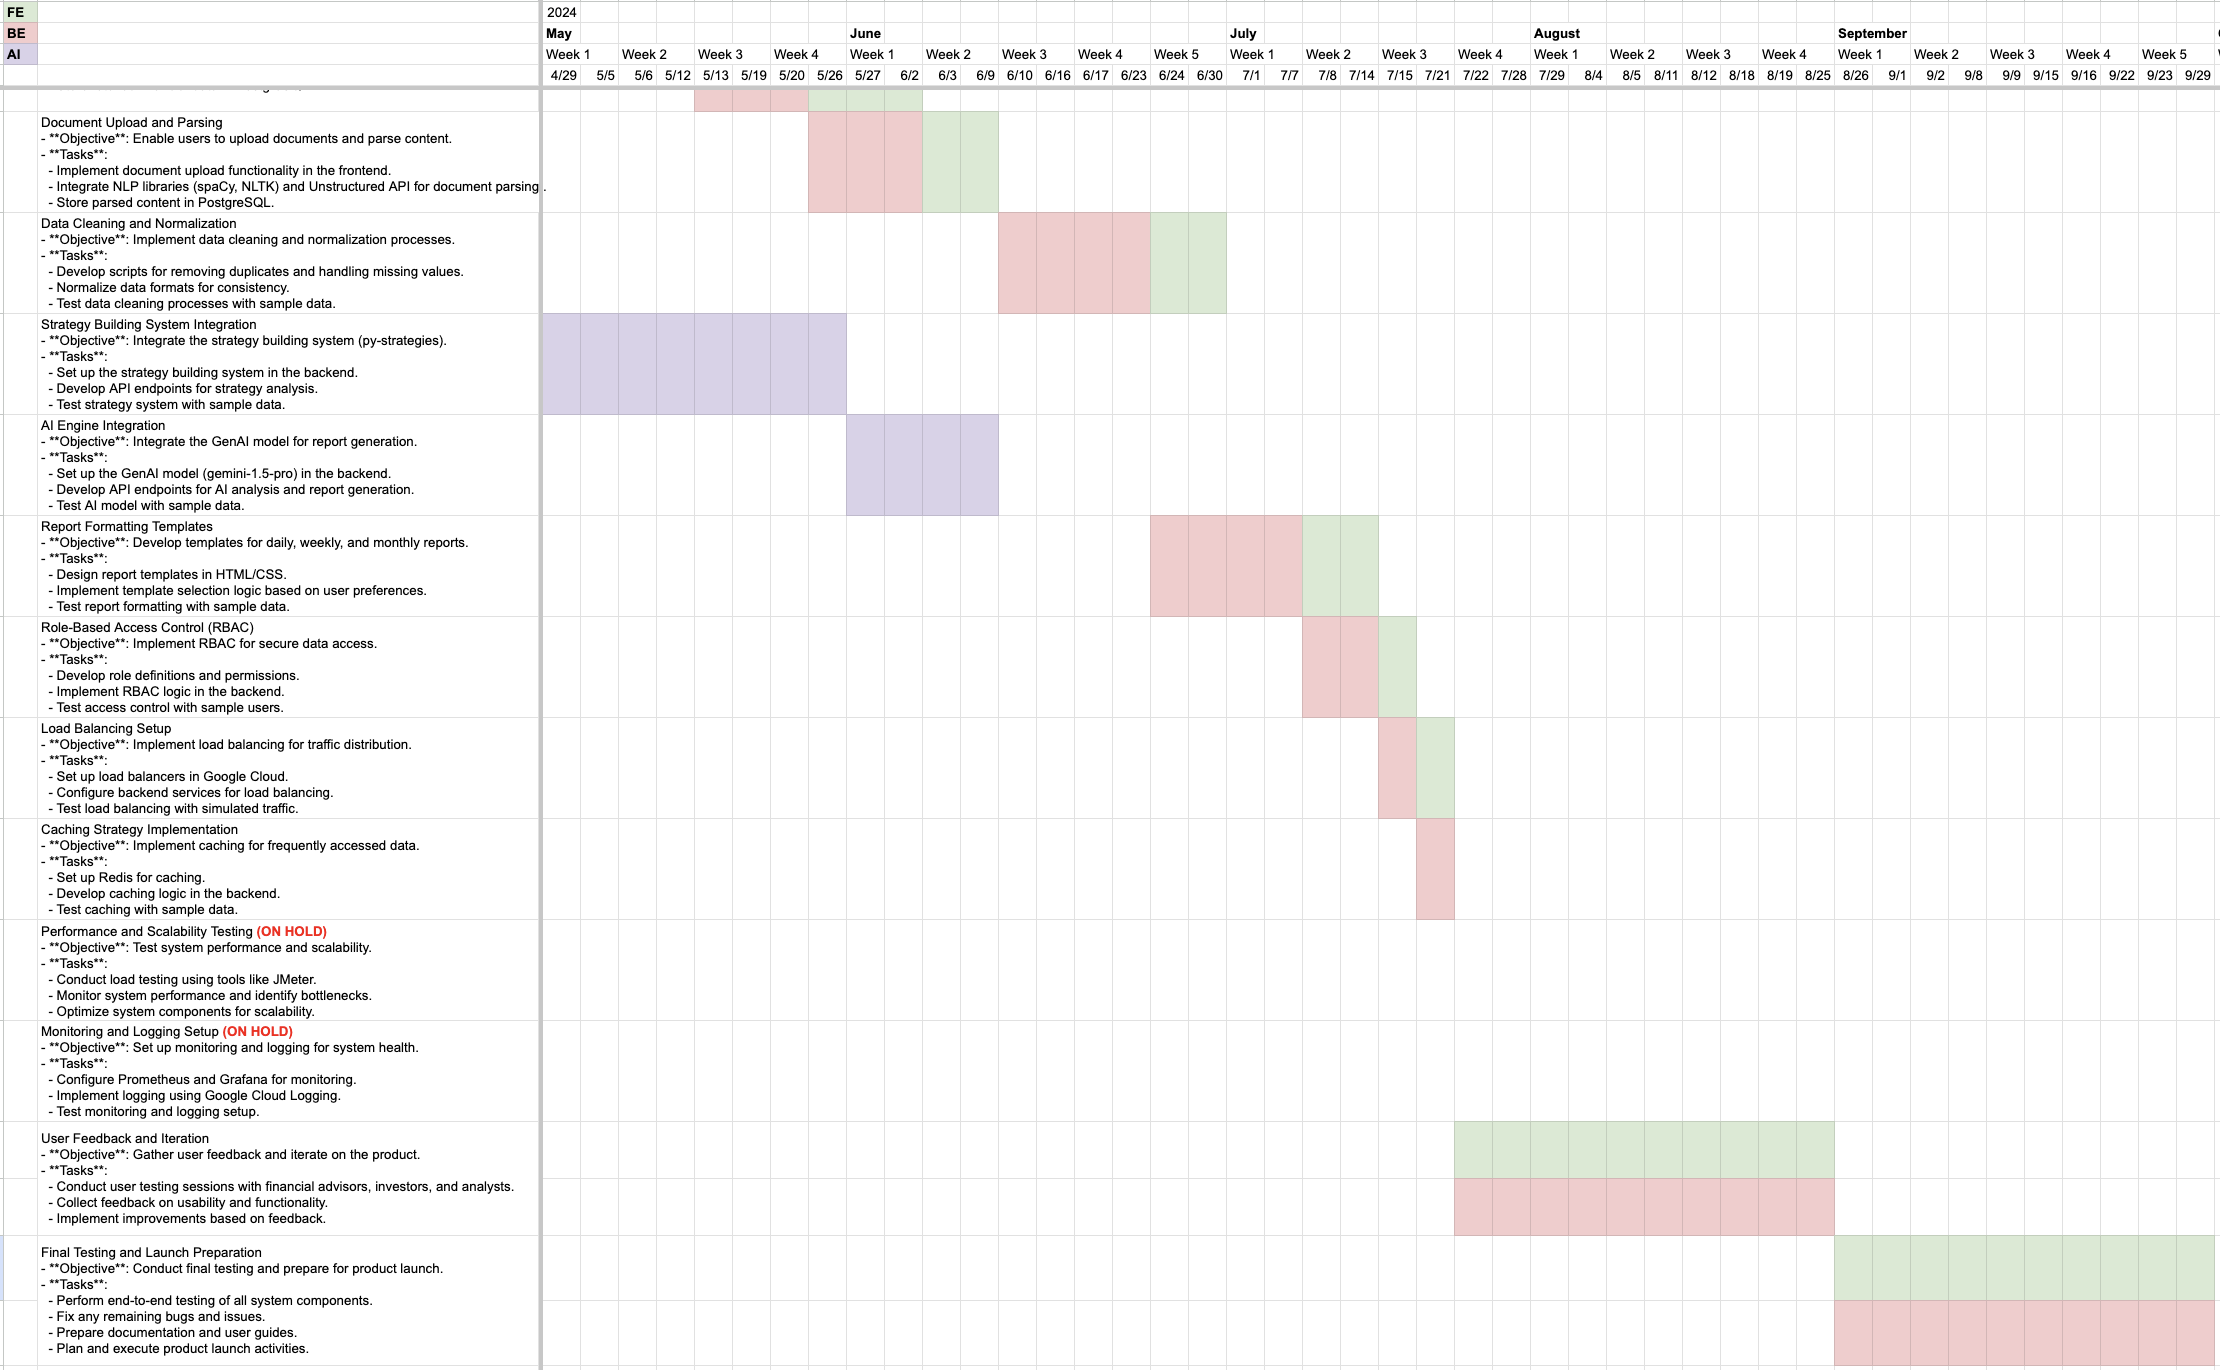 FE 2024
BE May June July August September
AI Week 1 Week 2 Week 3 Week 4 Week 1 Week 2 Week 3 Week 4 Week 5 Week 1 Week 2 Week 3 Week 4 Week 1 Week 2 Week 3 Week 4 Week 1 Week 2 Week 3 Week 4 Week 5
4/29 5/5 5/6 5/12 5/13 5/19 5/20 5/26 5/27 6/2 6/3 6/9 6/10 6/16 6/17 6/23 6/24 6/30 7/1 7/7 7/8 7/14 7/15 7/21 7/22 7/28 7/29 8/4 8/5 8/11 8/12 8/18 8/19 8/25 8/26 9/1 9/2 9/8 9/9 9/15 9/16 9/22 9/23 9/29
Document Upload and Parsing
- **Objective**: Enable users to upload documents and parse content.
- **Tasks**:
- Implement document upload functionality in the frontend.
- Integrate NLP libraries (spaCy, NLTK) and Unstructured API for document parsing.
- Store parsed content in PostgreSQL.
Data Cleaning and Normalization
- **Objective**: Implement data cleaning and normalization processes.
- **Tasks**:
- Develop scripts for removing duplicates and handling missing values.
- Normalize data formats for consistency.
- Test data cleaning processes with sample data.
Strategy Building System Integration
- **Objective**: Integrate the strategy building system (py-strategies).
- **Tasks**:
- Set up the strategy building system in the backend.
- Develop API endpoints for strategy analysis.
- Test strategy system with sample data.
AI Engine Integration
- **Objective**: Integrate the GenAI model for report generation.
- **Tasks**:
- Set up the GenAI model (gemini-1.5-pro) in the backend.
- Develop API endpoints for AI analysis and report generation.
- Test AI model with sample data.
Report Formatting Templates
- **Objective**: Develop templates for daily, weekly, and monthly reports.
- **Tasks**:
- Design report templates in HTML/CSS.
- Implement template selection logic based on user preferences.
- Test report formatting with sample data.
Role-Based Access Control (RBAC)
- **Objective**: Implement RBAC for secure data access.
- **Tasks**:
- Develop role definitions and permissions.
- Implement RBAC logic in the backend.
- Test access control with sample users.
Load Balancing Setup
- **Objective**: Implement load balancing for traffic distribution.
- **Tasks**:
- Set up load balancers in Google Cloud.
- Configure backend services for load balancing.
- Test load balancing with simulated traffic.
Caching Strategy Implementation
- **Objective**: Implement caching for frequently accessed data.
- **Tasks**:
- Set up Redis for caching.
- Develop caching logic in the backend.
- Test caching with sample data.
Performance and Scalability Testing (ON HOLD)
- **Objective**: Test system performance and scalability.
- **Tasks**:
- Conduct load testing using tools like JMeter.
- Monitor system performance and identify bottlenecks.
- Optimize system components for scalability.
Monitoring and Logging Setup (ON HOLD)
- **Objective**: Set up monitoring and logging for system health.
- **Tasks**:
- Configure Prometheus and Grafana for monitoring.
- Implement logging using Google Cloud Logging.
- Test monitoring and logging setup.
User Feedback and Iteration
- **Objective**: Gather user feedback and iterate on the product.
- **Tasks**:
- Conduct user testing sessions with financial advisors, investors, and analysts.
- Collect feedback on usability and functionality.
- Implement improvements based on feedback.
Final Testing and Launch Preparation
- **Objective**: Conduct final testing and prepare for product launch.
- **Tasks**:
- Perform end-to-end testing of all system components.
- Fix any remaining bugs and issues.
- Prepare documentation and user guides.
- Plan and execute product launch activities.